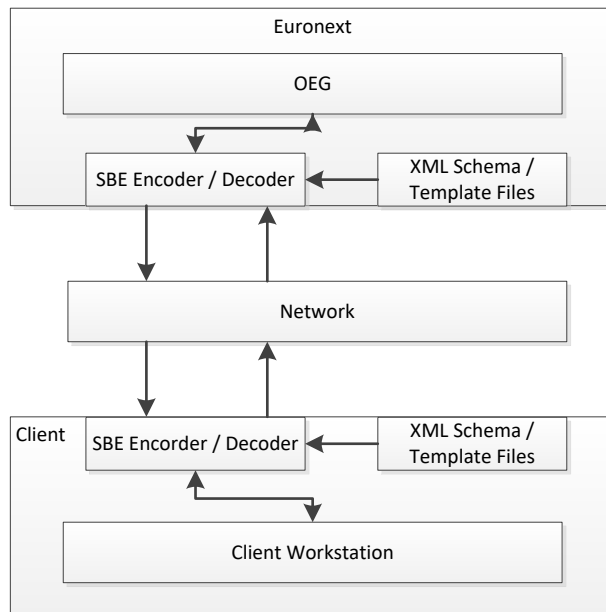 Euronext
OEG
SBE Encoder / Decoder
XML Schema /
Template Files
Network
Client
SBE Encorder / Decoder
XML Schema /
Template Files
Client Workstation